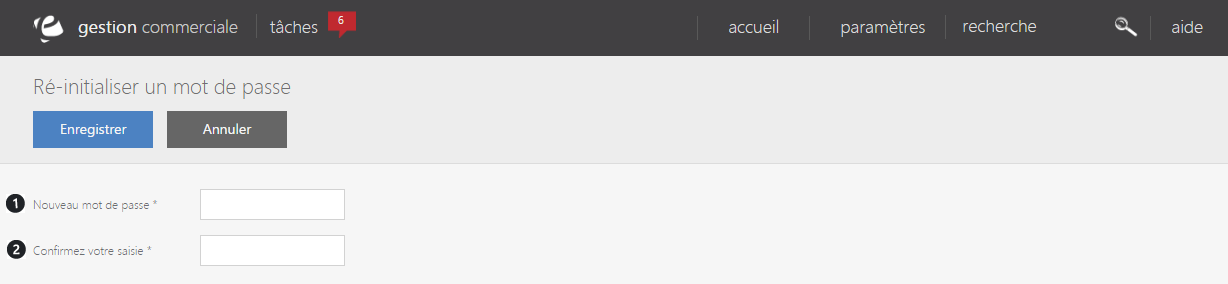 gestion commerciale tâches 6 accueil paramètres recherche aide
Ré-initialiser un mot de passe
Enregistrer Annuler
1 Nouveau mot de passe *
2 Confirmez votre saisie *